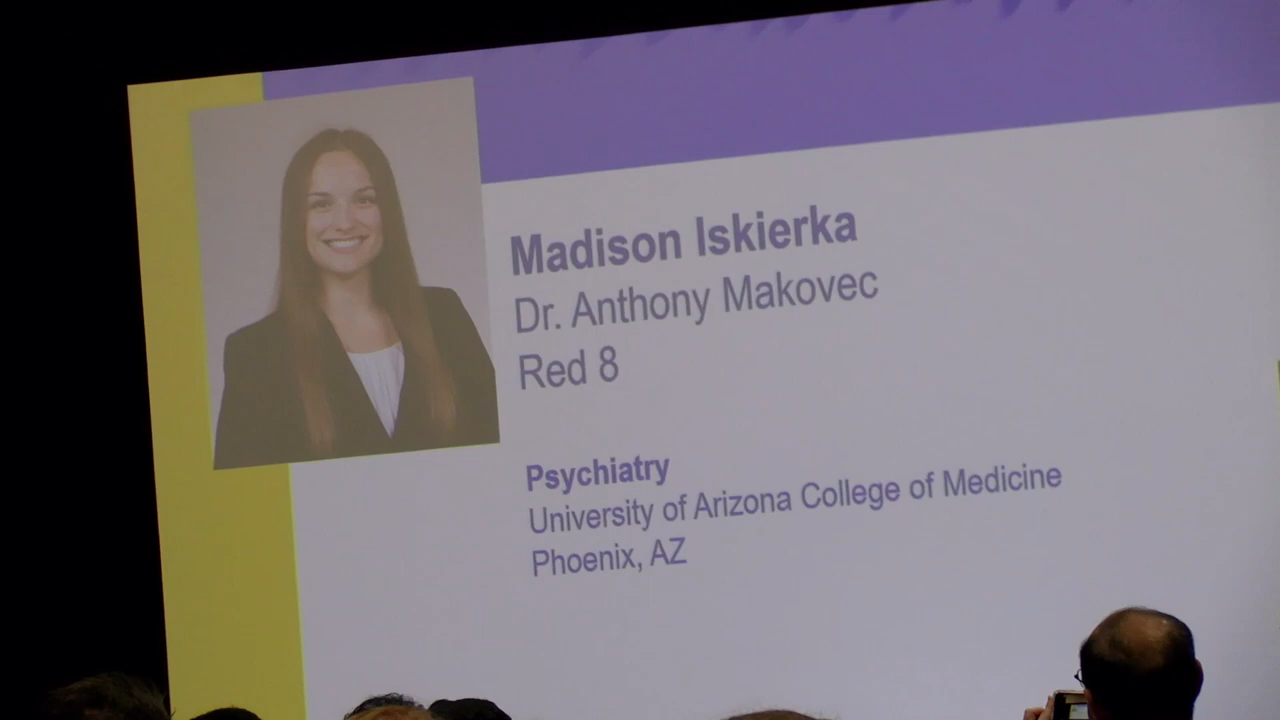 Madison Iskierka
Dr. Anthony Makovec
Red 8
Psychiatry
University of Arizona College of Medicine
Phoenix, AZ